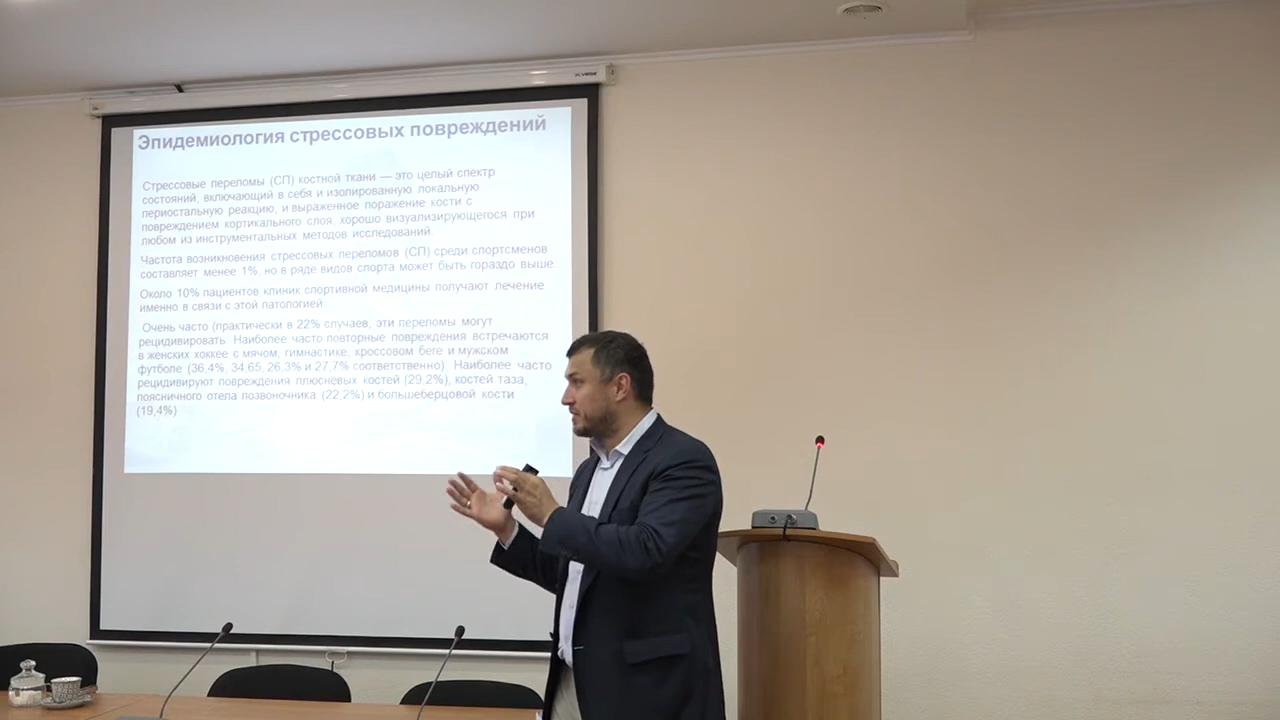 VEGA
Эпидемиология стрессовых повреждений
Стрессовые переломы (СП) костной ткани — это целый спектр
состояний, включающий в себя и изолированную локальную
периостальную реакцию, и выраженное поражение кости с
повреждением кортикального слоя, хорошо визуализирующегося при
любом из инструментальных методов исследований.
Частота возникновения стрессовых переломов (СП) среди спортсменов
составляет менее 1%, но в ряде видов спорта может быть гораздо выше.
Около 10% пациентов клиник спортивной медицины получают лечение
именно в связи с этой патологией.
Очень часто (практически в 22% случаев, эти переломы могут
рецидивировать. Наиболее часто повторные повреждения встречаются
в женских хоккее с мячом, гимнастике, кроссовом беге и мужском
футболе (36,4%, 34.65, 26,3% и 27,7% соответственно). Наиболее часто
рецидивируют повреждения плюсневых костей (29,2%), костей таза,
поясничного отела позвоночника (22,2%) и большеберцовой кости
(19,4%)